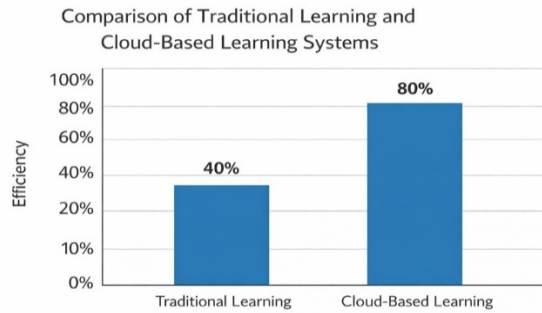 Comparison of Traditional Learning and
Cloud-Based Learning Systems
Efficiency
100%
80%
60%
40%
20%
10%
0%
40%
80%
Traditional Learning
Cloud-Based Learning